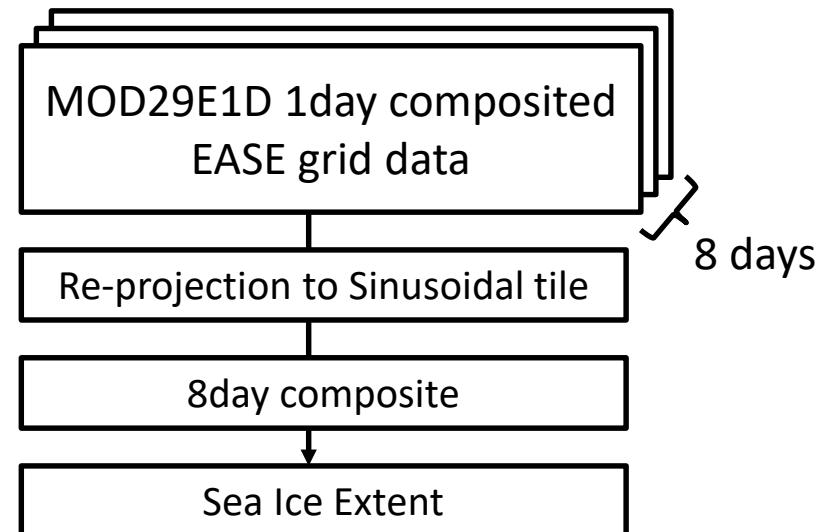 MOD29E1D 1day composited
EASE grid data
8 days
Re-projection to Sinusoidal tile
8day composite
Sea Ice Extent